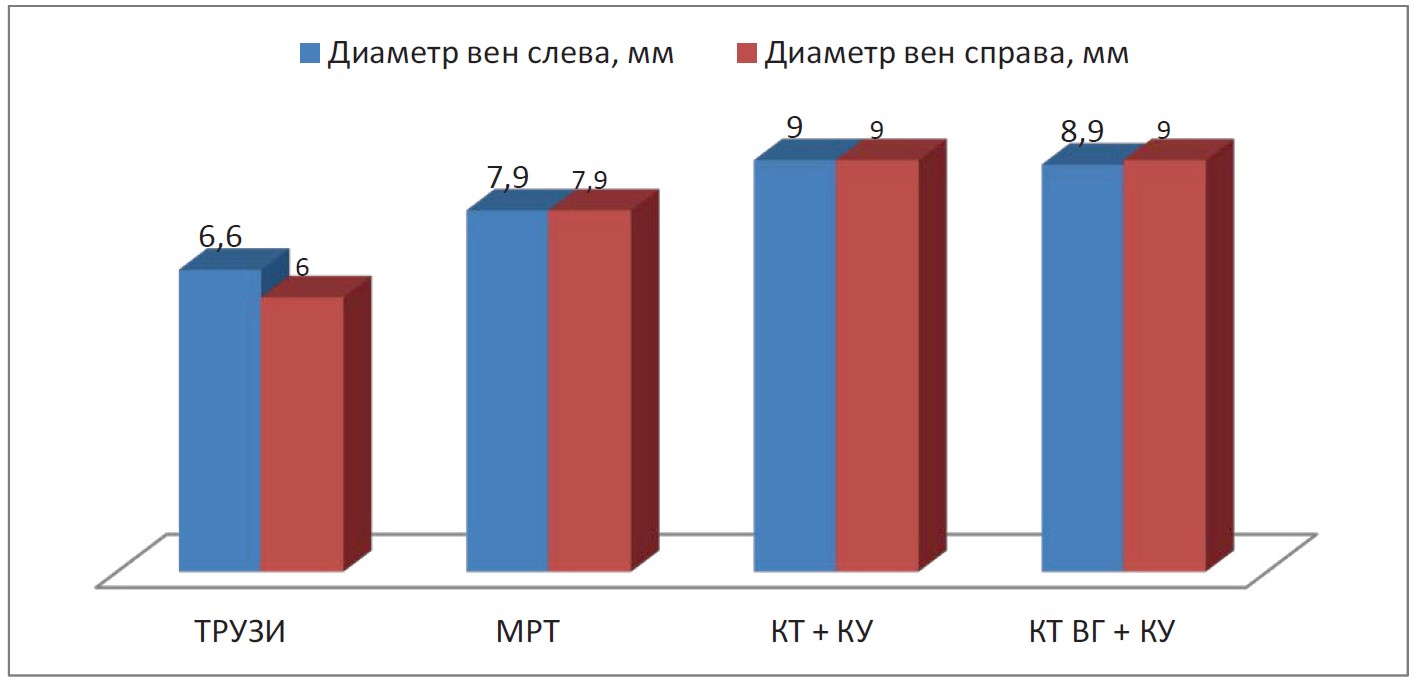 Диаметр вен слева, мм Диаметр вен справа, мм
6,6 6 7,9 7,9 9 9 8,9 9
ТРУЗИ МРТ КТ + КУ КТ ВГ + КУ